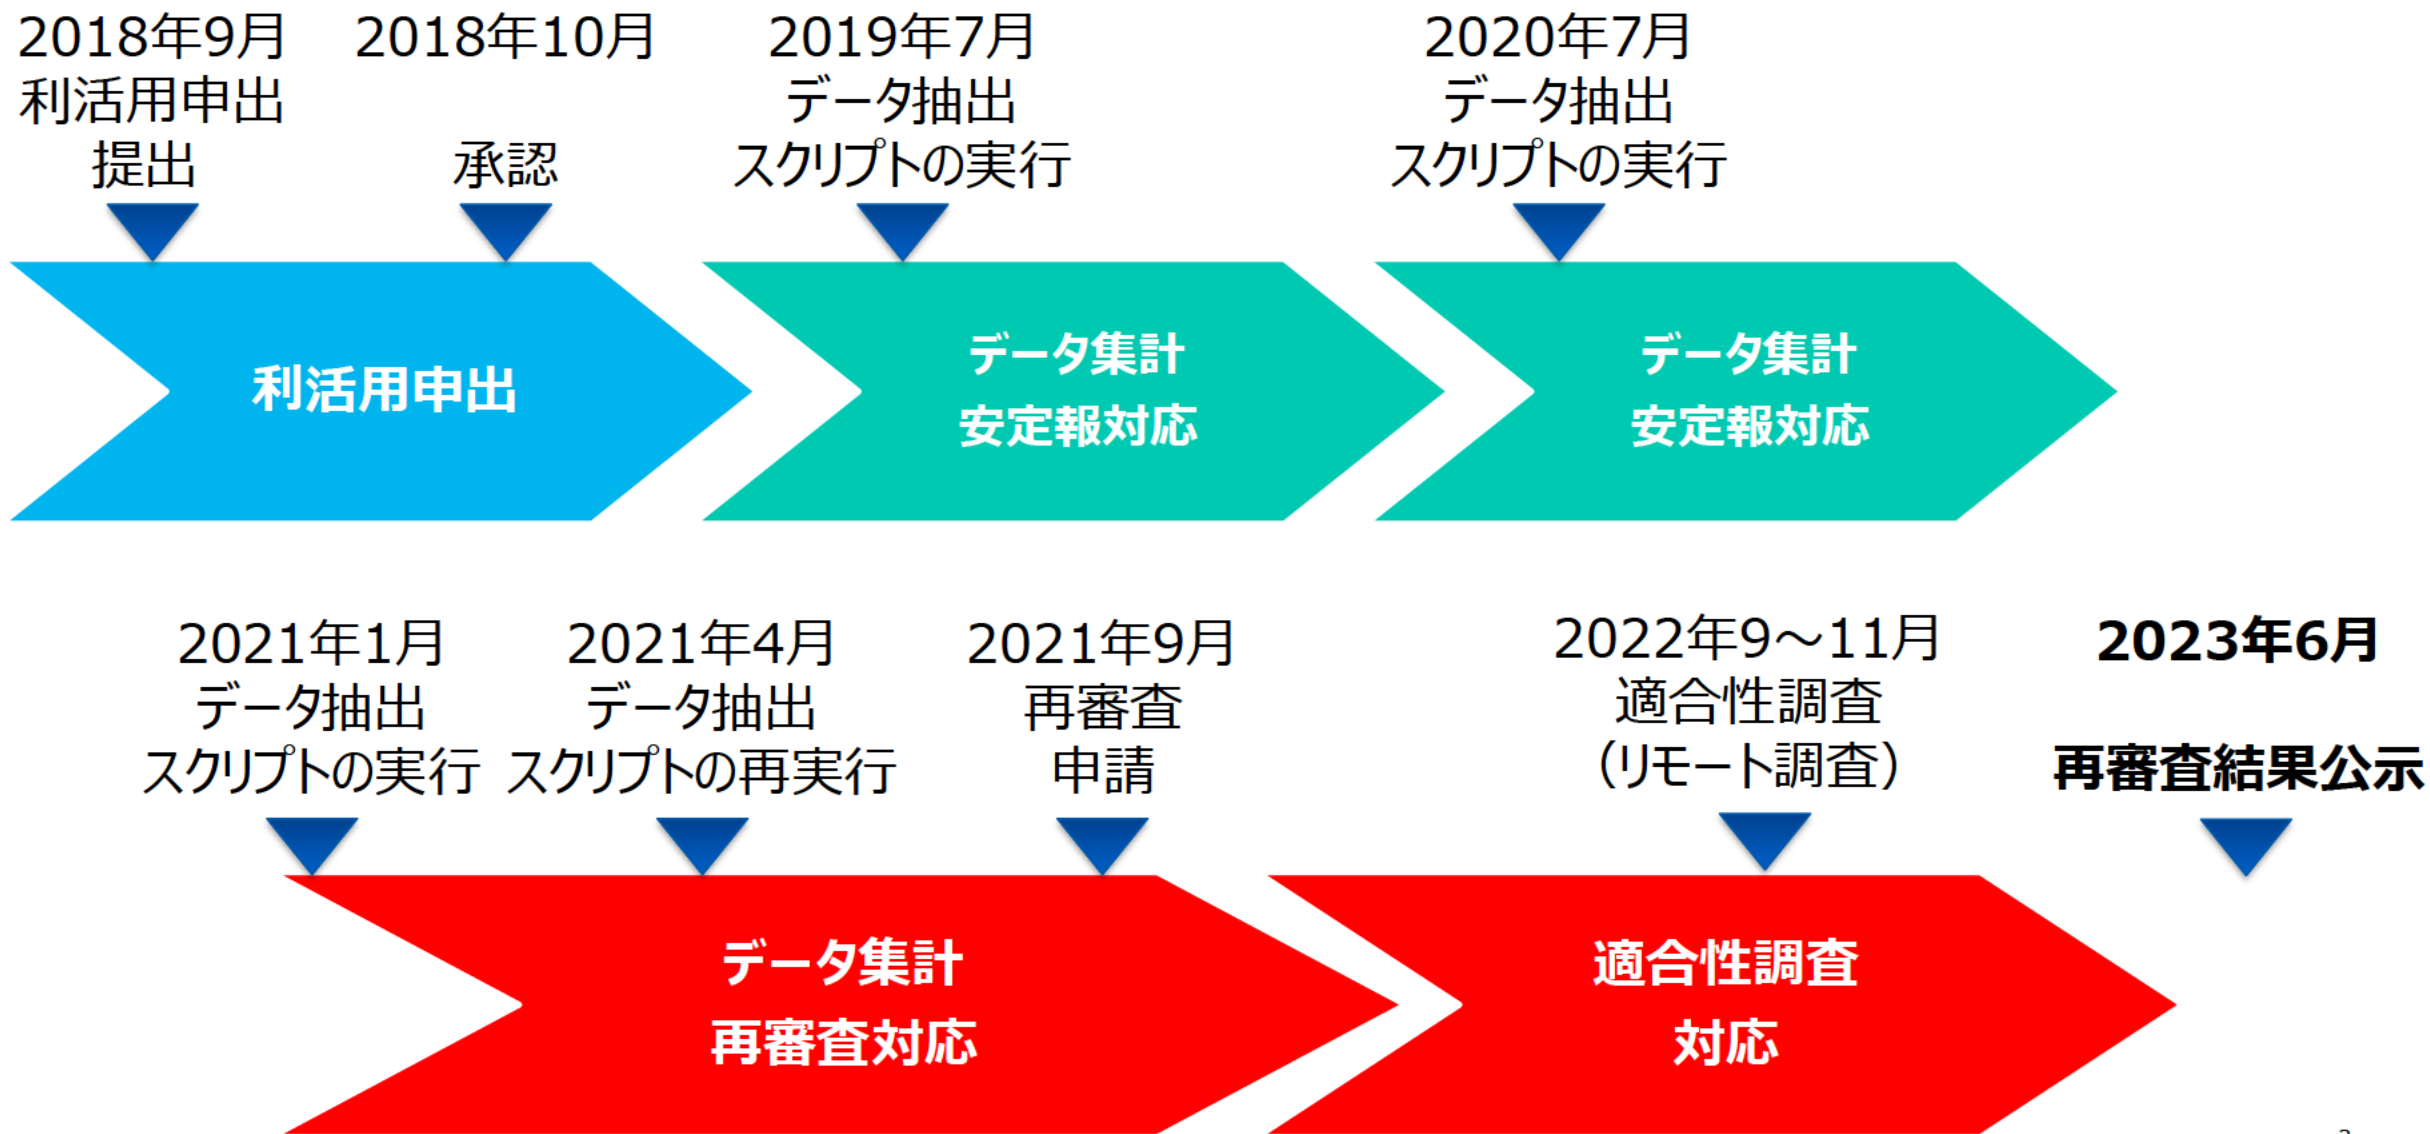 2018年9月
利活用申出
提出
2018年10月
承認
2019年7月
データ抽出
スクリプトの実行
2020年7月
データ抽出
スクリプトの実行
利活用申出
データ集計
安定報対応
データ集計
安定報対応
2021年1月
データ抽出
スクリプトの実行
2021年4月
データ抽出
スクリプトの再実行
2021年9月
再審査
申請
2022年9～11月
適合性調査
（リモート調査）
2023年6月
再審査結果公示
データ集計
再審査対応
適合性調査
対応